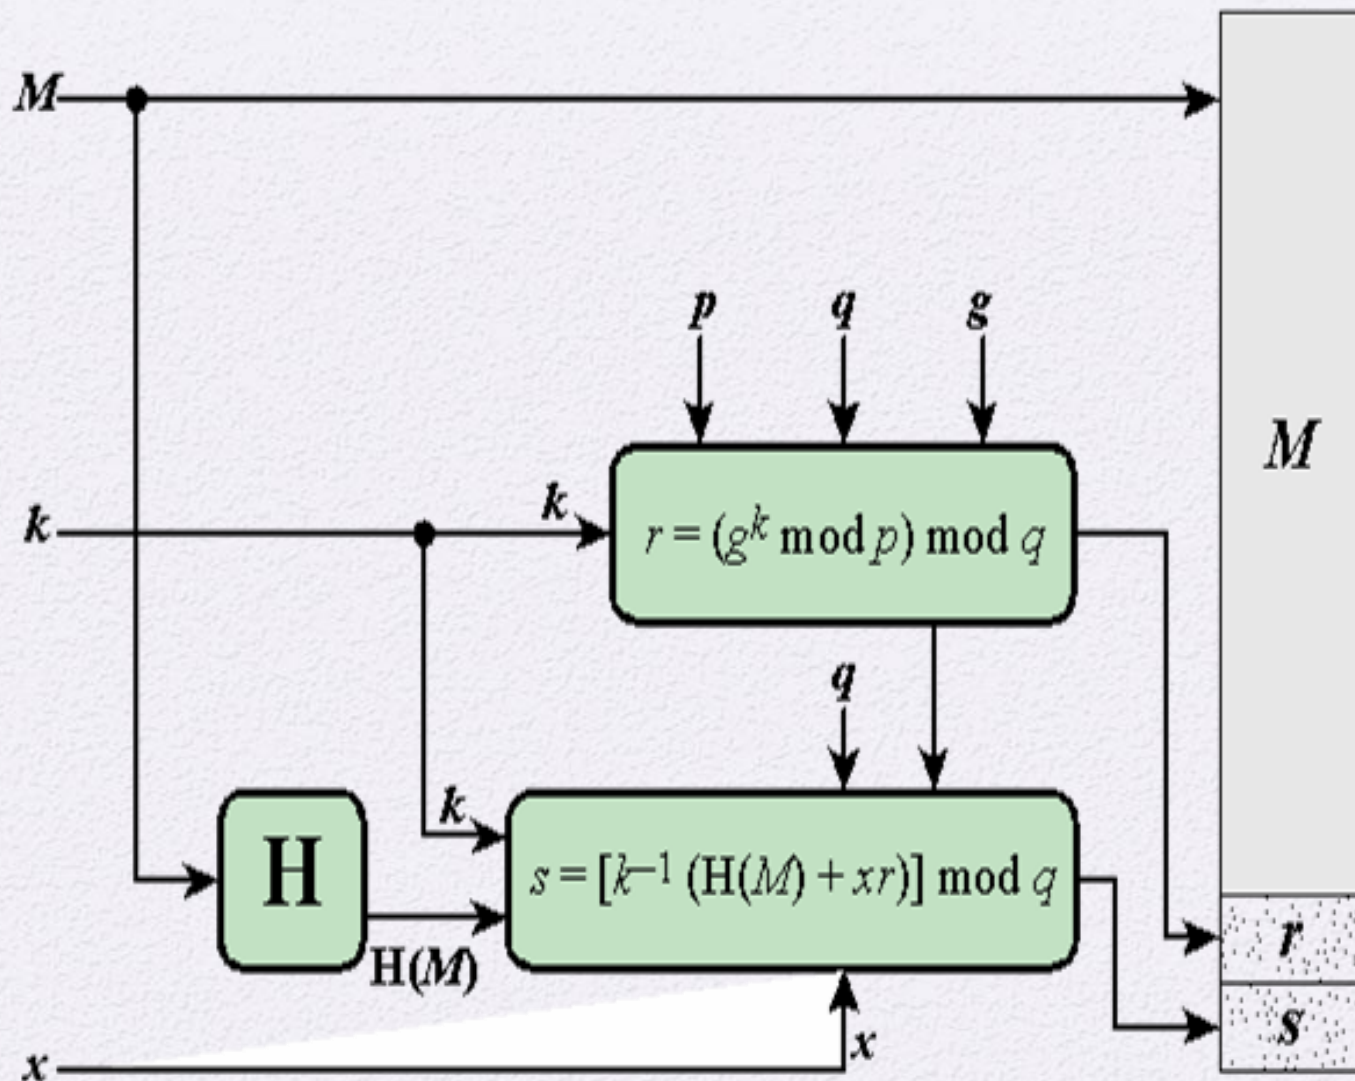 M
p q g
M
k
k
r = (g^k mod p) mod q
q
k
H
s = [k^–1 (H(M) + xr)] mod q
r
H(M)
s
x
x